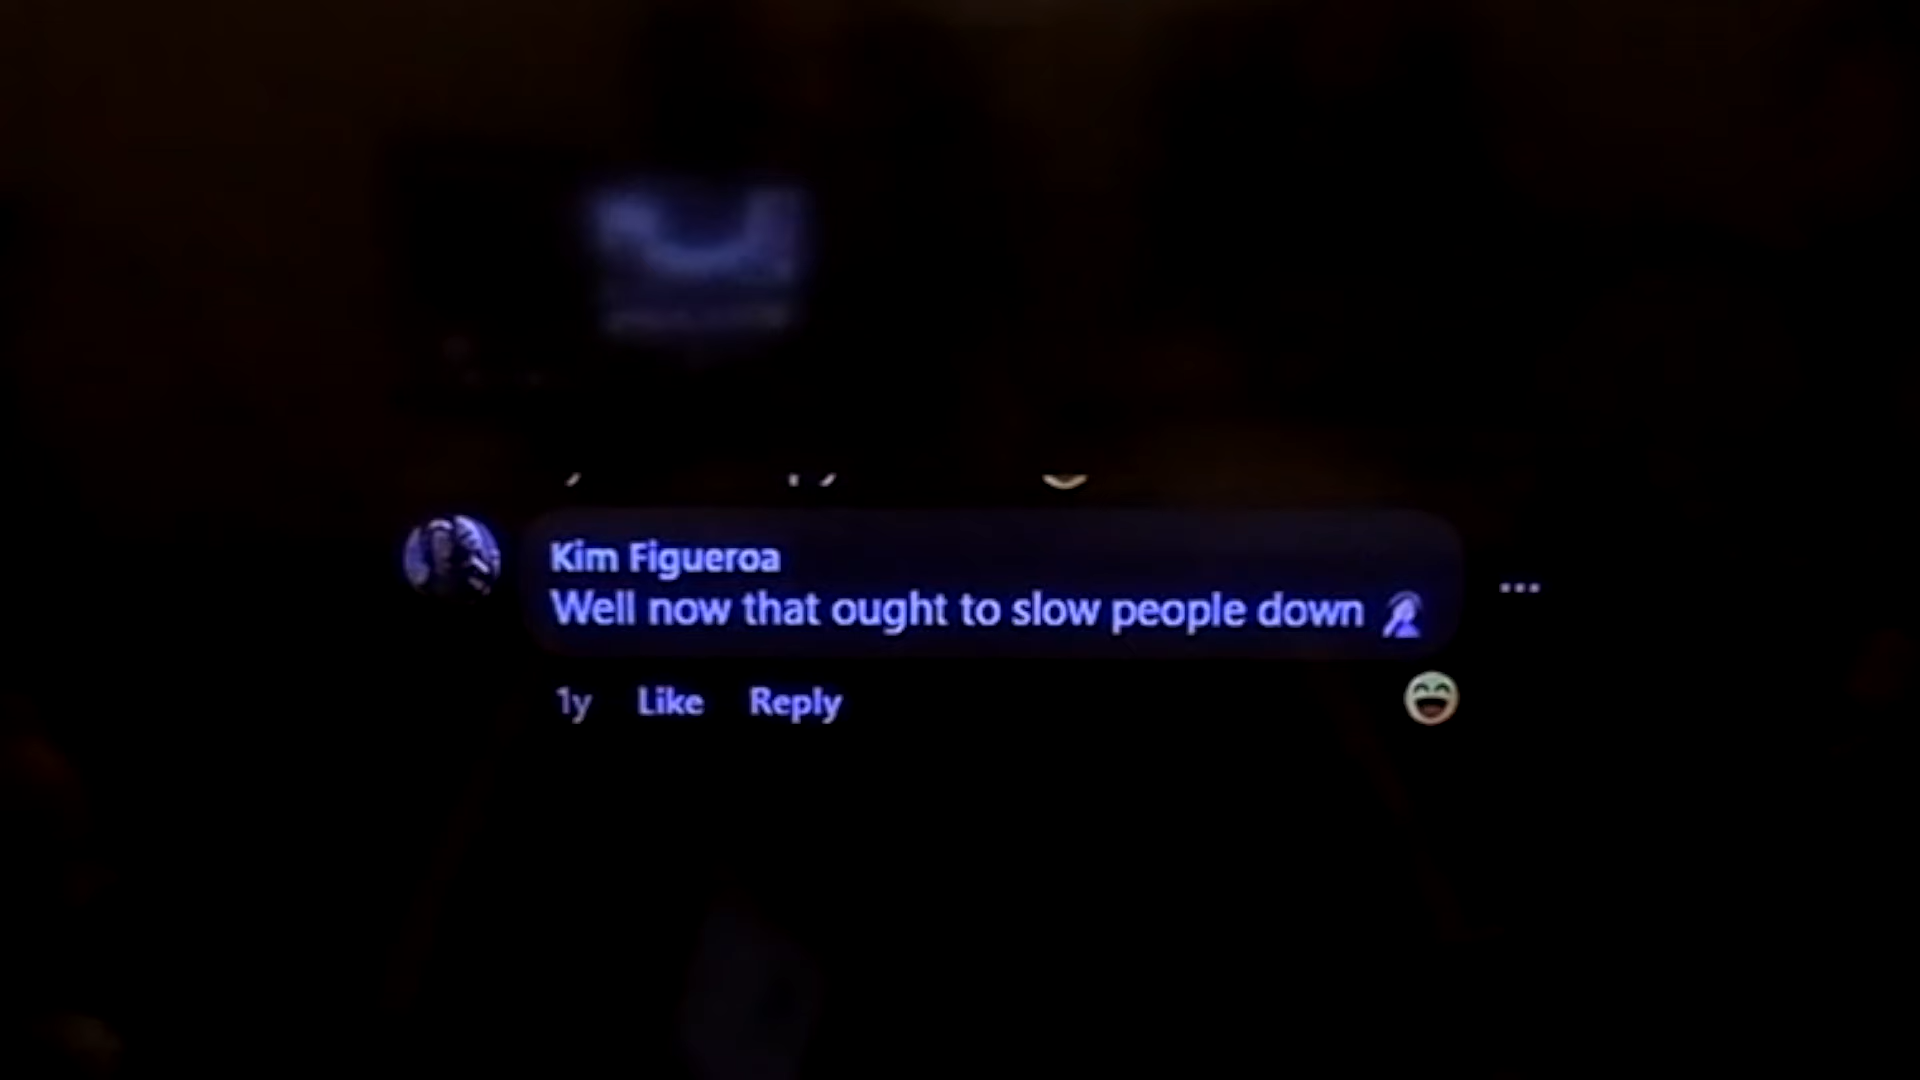 Kim Figueroa
Well now that ought to slow people down 🤦
1y Like Reply